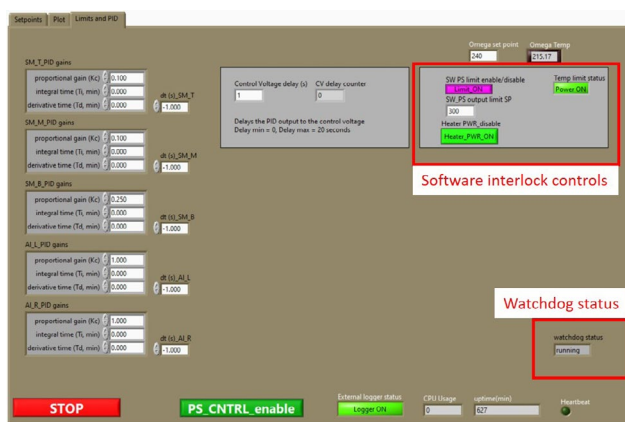 Setpoints Plot Limits and PID
Omega set point Omega Temp
240 215.17
SM_T_PID gains
proportional gain (Kc) 0.100
integral time (Ti, min) 0.000
derivative time (Td, min) 0.000
dt (s)_SM_T
-1.000
SM_M_PID gains
proportional gain (Kc) 0.100
integral time (Ti, min) 0.000
derivative time (Td, min) 0.000
dt (s)_SM_M
-1.000
SM_B_PID gains
proportional gain (Kc) 0.250
integral time (Ti, min) 0.000
derivative time (Td, min) 0.000
dt (s)_SM_B
-1.000
AI_L_PID gains
proportional gain (Kc) 1.000
integral time (Ti, min) 0.000
derivative time (Td, min) 0.000
dt (s)_AI_L
-1.000
AI_R_PID gains
proportional gain (Kc) 1.000
integral time (Ti, min) 0.000
derivative time (Td, min) 0.000
dt (s)_AI_R
-1.000
Control Voltage delay (s) CV delay counter
1 0
Delays the PID output to the control voltage
Delay min = 0, Delay max = 20 seconds
SW PS limit enable/disable
Limit_ON
SW_PS output limit SP
300
Heater PWR_disable
Heater_PWR_ON
Temp limit status
Power ON
Software interlock controls
Watchdog status
watchdog status
running
STOP
PS_CNTRL_enable
External logger status
Logger ON
CPU Usage
0
uptime(min)
627
Heartbeat